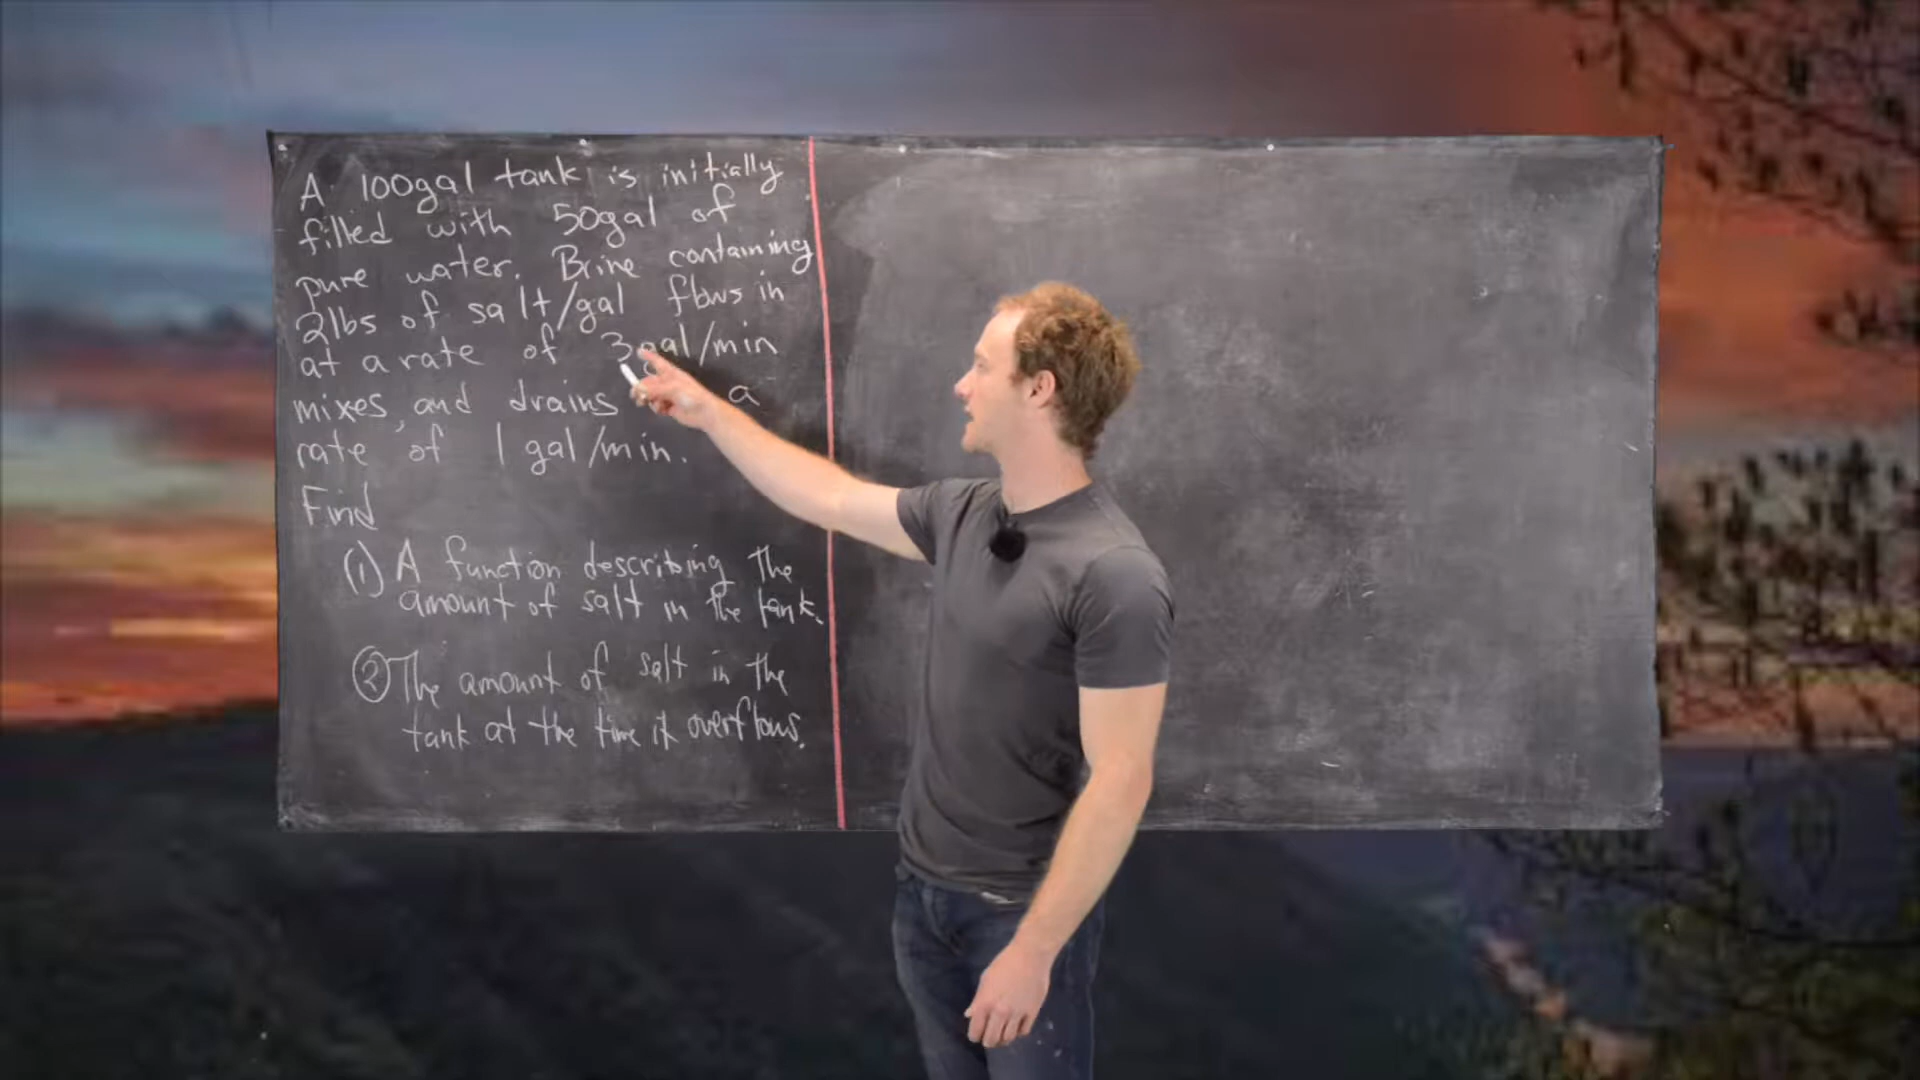 A 100gal tank is initially
filled with 50gal of
pure water. Brine containing
2lbs of salt/gal flows in
at a rate of 3gal/min
mixes, and drains a
rate of 1 gal/min.
Find
(1) A function describing the
amount of salt in the tank.
(2) The amount of salt in the
tank at the time it overflows.